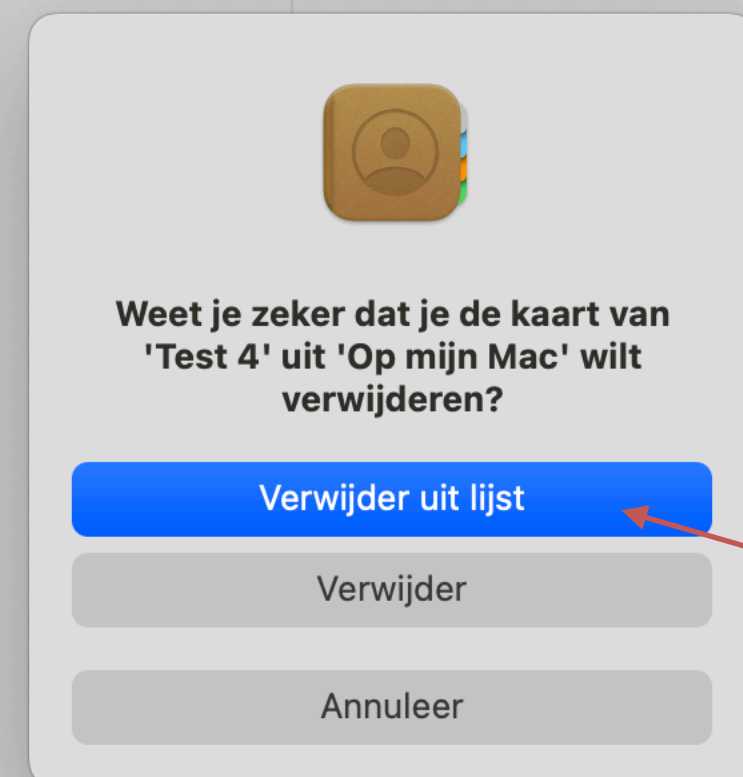 Weet je zeker dat je de kaart van
'Test 4' uit 'Op mijn Mac' wilt
verwijderen?
Verwijder uit lijst
Verwijder
Annuleer